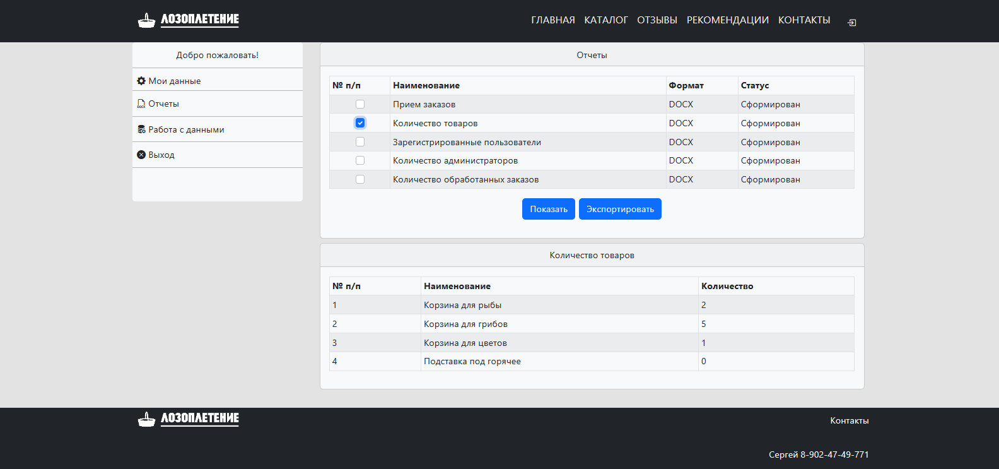 ЛОЗОПЛЕТЕНИЕ ГЛАВНАЯ КАТАЛОГ ОТЗЫВЫ РЕКОМЕНДАЦИИ КОНТАКТЫ
Добро пожаловать!
Мои данные
DOCX Отчеты
Работа с данными
Выход
Отчеты
№ п/п Наименование Формат Статус
Прием заказов DOCX Сформирован
Количество товаров DOCX Сформирован
Зарегистрированные пользователи DOCX Сформирован
Количество администраторов DOCX Сформирован
Количество обработанных заказов DOCX Сформирован
Показать Экспортировать
Количество товаров
№ п/п Наименование Количество
1 Корзина для рыбы 2
2 Корзина для грибов 5
3 Корзина для цветов 1
4 Подставка под горячее 0
ЛОЗОПЛЕТЕНИЕ Контакты
Сергей 8-902-47-49-771